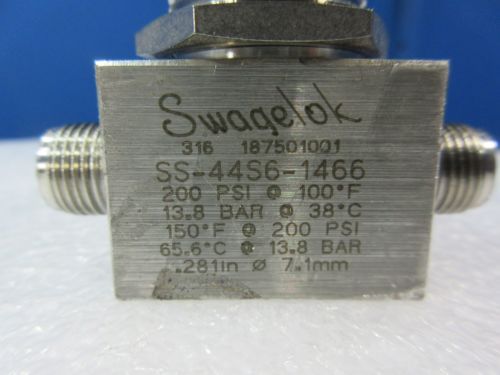 Swagelok
316 187501001
SS-44S6-1466
200 PSI @ 100°F
13.8 BAR @ 38°C
150°F @ 200 PSI
65.6°C @ 13.8 BAR
.281in Ø 7.1mm